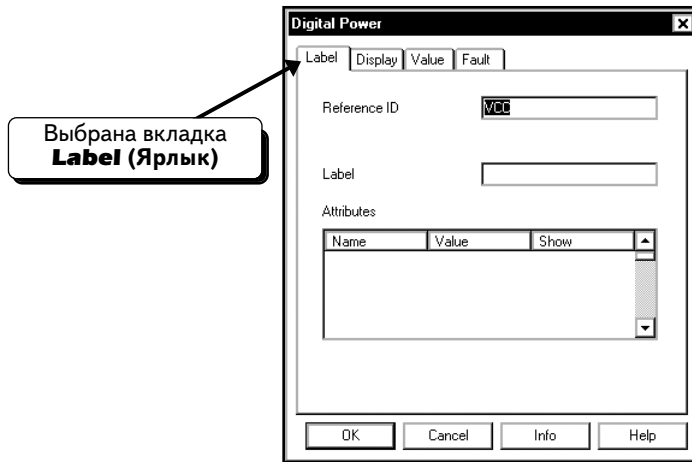 Digital Power
Label Display Value Fault
Reference ID VCC
Выбрана вкладка
Label (Ярлык)
Label
Attributes
Name Value Show
OK Cancel Info Help